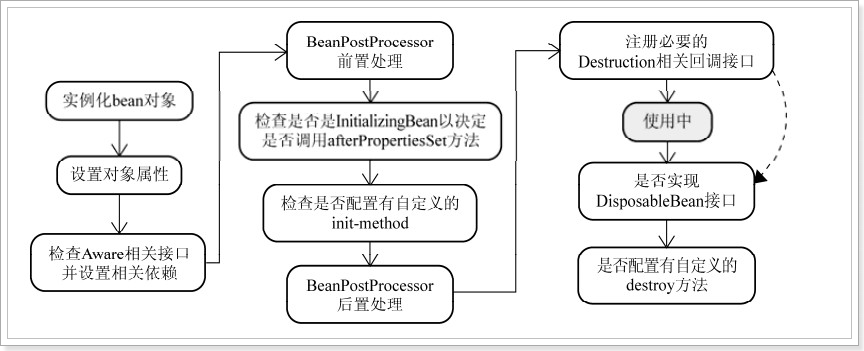 实例化bean对象
设置对象属性
检查Aware相关接口
并设置相关依赖
BeanPostProcessor
前置处理
检查是否是InitializingBean以决定
是否调用afterPropertiesSet方法
检查是否配置有自定义的
init-method
BeanPostProcessor
后置处理
注册必要的
Destruction相关回调接口
使用中
是否实现
DisposableBean接口
是否配置有自定义的
destroy方法